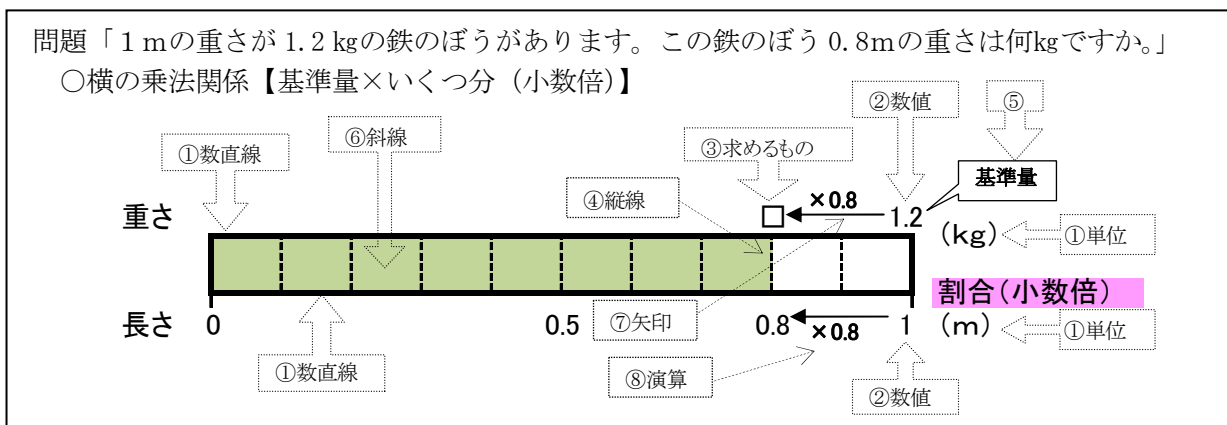 問題「１ｍの重さが 1.2 kgの鉄のぼうがあります。この鉄のぼう 0.8ｍの重さは何kgですか。」
○横の乗法関係【基準量×いくつ分（小数倍）】
②数値
⑤
⑥斜線
①数直線
③求めるもの
基準量
④縦線
×0.8
重さ
□
1.2
（kg）
①単位
割合（小数倍）
長さ
0
0.5
⑦矢印
0.8
×0.8
1
（m）
①単位
①数直線
⑧演算
②数値